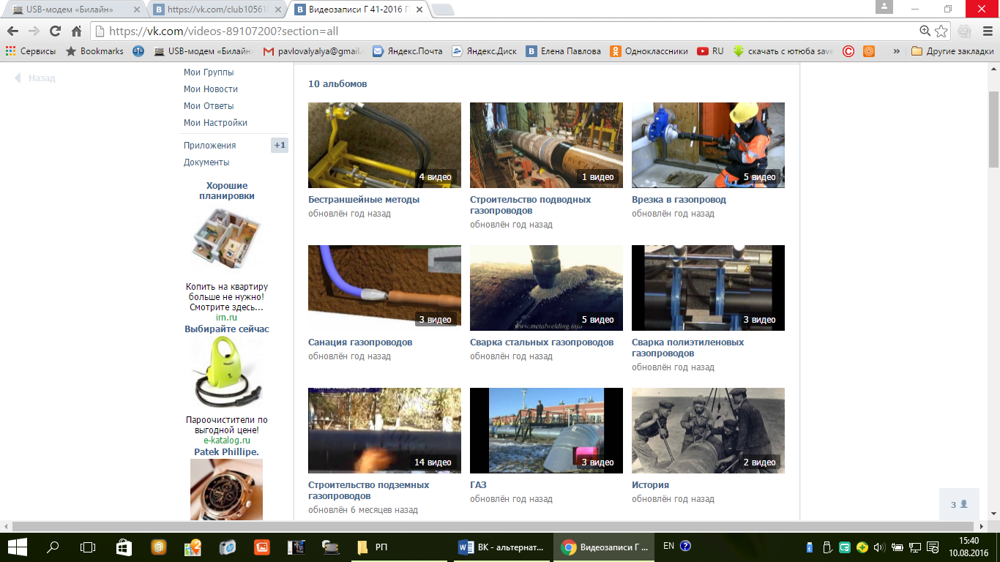 USB-модем «Билайн»
https://vk.com/club1056
Видеозаписи Г 41-2016 Г
https://vk.com/videos-89107200?section=all
Сервисы
Bookmarks
USB-модем «Билайн
pavlovalyalya@gmail.
Яндекс.Почта
Яндекс.Диск
Елена Павлова
Одноклассники
RU
скачать с ютюба save
»
Другие закладки
Назад
Мои Группы
Мои Новости
Мои Ответы
Мои Настройки
Приложения
+1
Документы
Хорошие
планировки
Копить на квартиру
больше не нужно!
Смотрите здесь...
irn.ru
Выбирайте сейчас
Пароочистители по
выгодной цене!
e-katalog.ru
Patek Phillipe.
10 альбомов
4 видео
Бестраншейные методы
обновлён год назад
1 видео
Строительство подводных
газопроводов
обновлён год назад
5 видео
Врезка в газопровод
обновлён год назад
3 видео
Санация газопроводов
обновлён год назад
www.metalwelding.info
5 видео
Сварка стальных газопроводов
обновлён год назад
3 видео
Сварка полиэтиленовых
газопроводов
обновлён год назад
14 видео
Строительство подземных
газопроводов
обновлён 6 месяцев назад
3 видео
ГАЗ
обновлён год назад
2 видео
История
обновлён год назад
3
РП
ВК - альтернат...
Видеозаписи Г ...
EN
15:40
10.08.2016